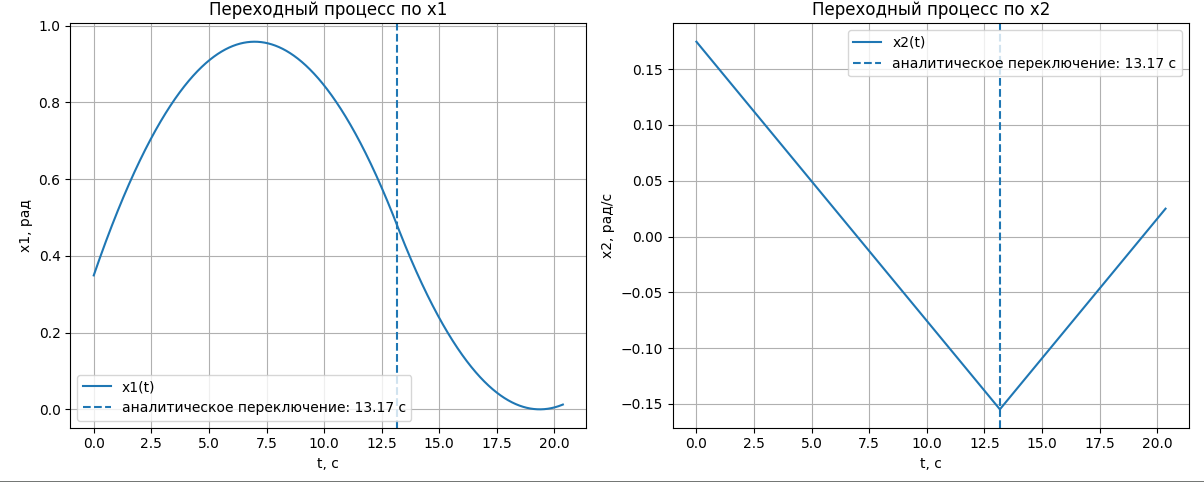 Переходный процесс по x1
1.0
0.8
0.6
0.4
0.2
0.0
x1, рад
x1(t)
аналитическое переключение: 13.17 с
0.0 2.5 5.0 7.5 10.0 12.5 15.0 17.5 20.0
t, с
Переходный процесс по x2
0.15
0.10
0.05
0.00
−0.05
−0.10
−0.15
x2, рад/с
x2(t)
аналитическое переключение: 13.17 с
0.0 2.5 5.0 7.5 10.0 12.5 15.0 17.5 20.0
t, с